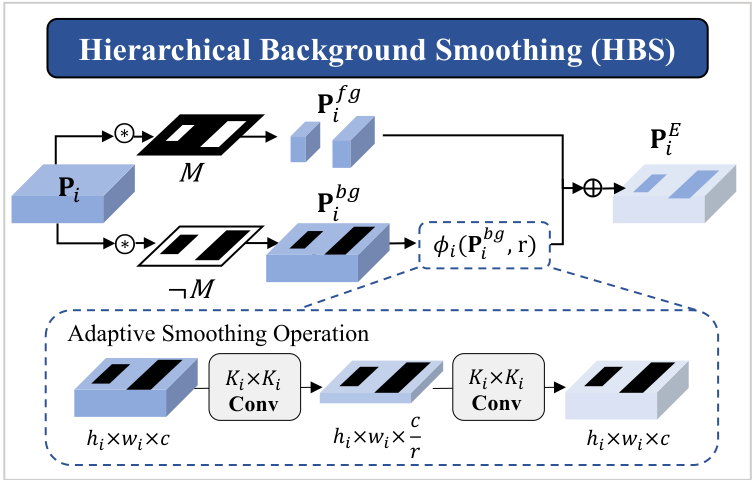 Hierarchical Background Smoothing (HBS)
P_i^{fg}
P_i^E
M
P_i
P_i^{bg}
ϕ_i(P_i^{bg}, r)
¬M
Adaptive Smoothing Operation
K_i×K_i
Conv
K_i×K_i
Conv
h_i×w_i×c
h_i×w_i×\frac{c}{r}
h_i×w_i×c